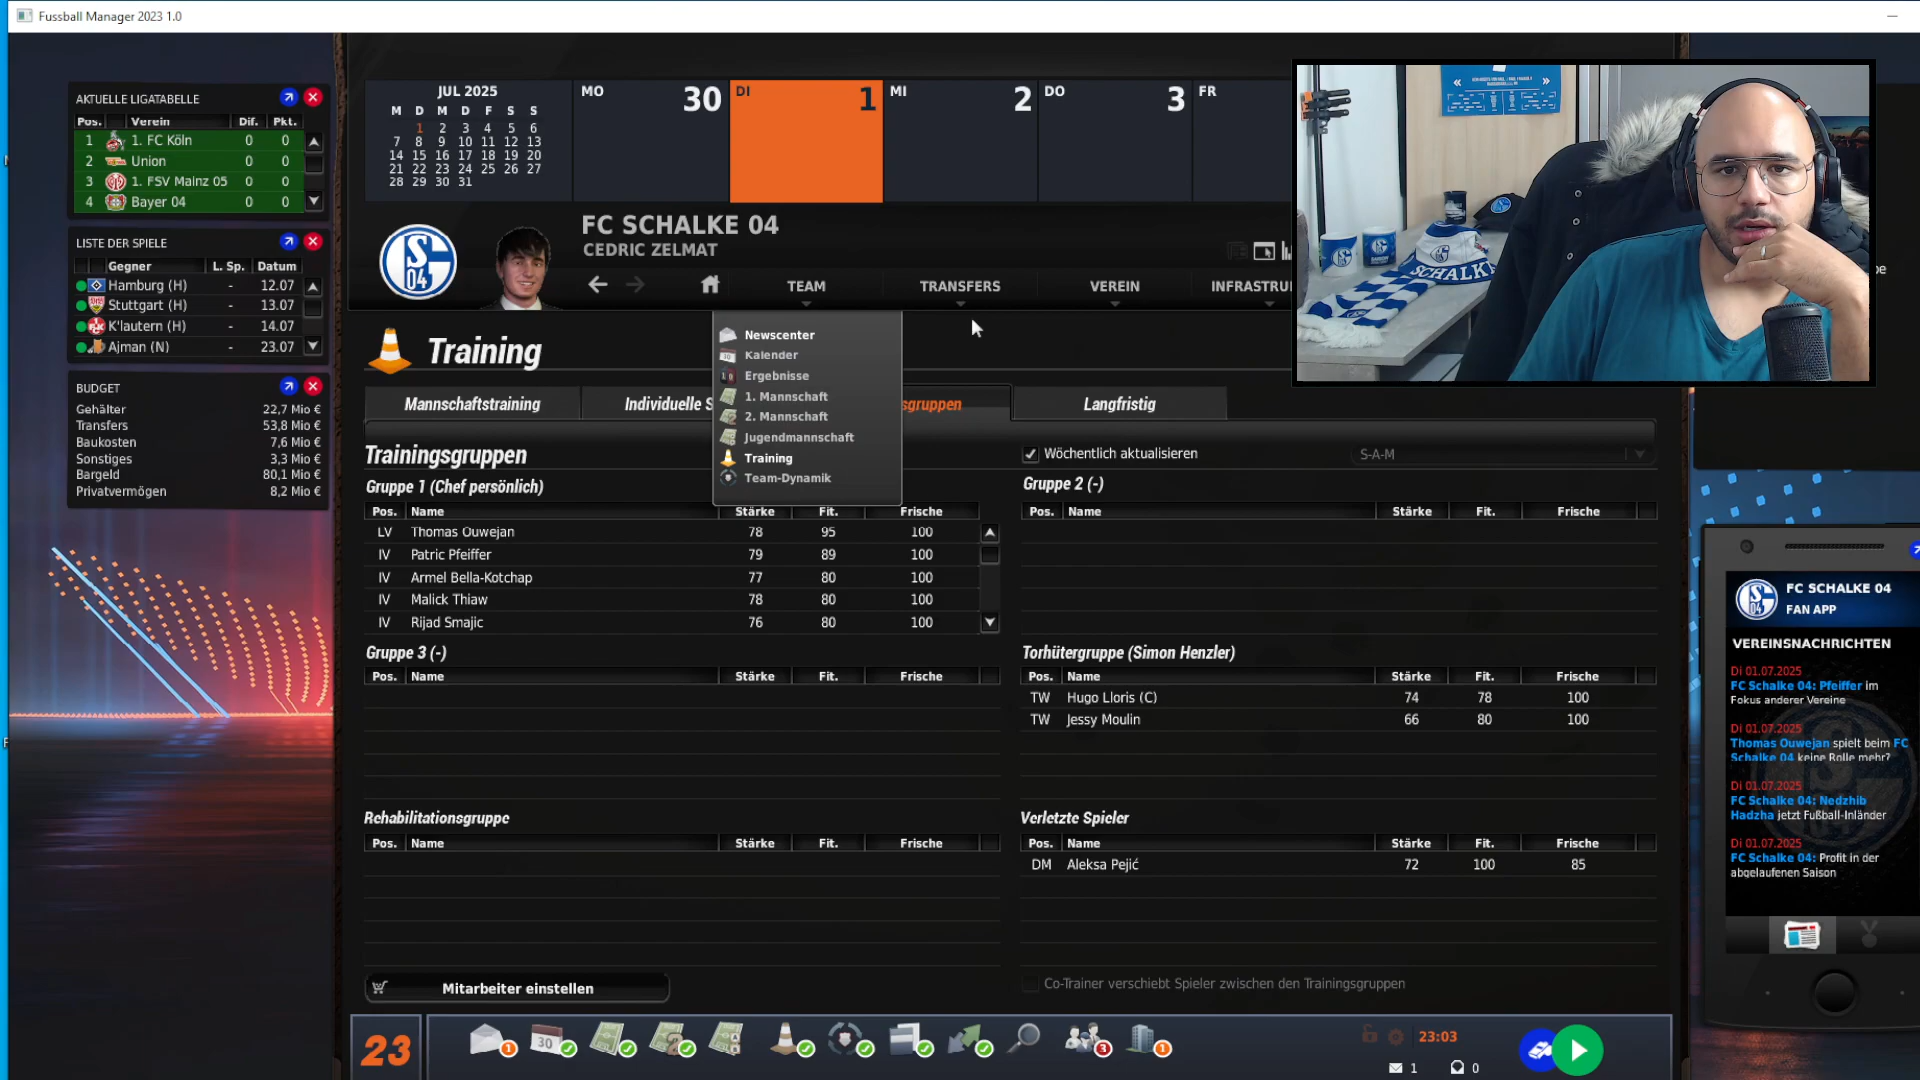 Fussball Manager 2023 1.0
AKTUELLE LIGATABELLE
Pos. Verein Dif. Pkt.
1 1. FC Köln 0 0
2 Union 0 0
3 1. FSV Mainz 05 0 0
4 Bayer 04 0 0
LISTE DER SPIELE
Gegner L. Sp. Datum
Hamburg (H) - 12.07
Stuttgart (H) - 13.07
K'lautern (H) - 14.07
Ajman (N) - 23.07
BUDGET
Gehälter 22,7 Mio €
Transfers 53,8 Mio €
Baukosten 7,6 Mio €
Sonstiges 3,3 Mio €
Bargeld 80,1 Mio €
Privatvermögen 8,2 Mio €
JUL 2025
M D M D F S S
1 2 3 4 5 6
7 8 9 10 11 12 13
14 15 16 17 18 19 20
21 22 23 24 25 26 27
28 29 30 31
MO 30
DI 1
MI 2
DO 3
FR
FC SCHALKE 04
CEDRIC ZELMAT
TEAM TRANSFERS VEREIN INFRASTRU
Newscenter
Kalender
Ergebnisse
1. Mannschaft
2. Mannschaft
Jugendmannschaft
Training
Team-Dynamik
Training
Mannschaftstraining Individuelle S sgruppen Langfristig
Trainingsgruppen
Wöchentlich aktualisieren S-A-M
Gruppe 1 (Chef persönlich)
Pos. Name Stärke Fit. Frische
LV Thomas Ouwejan 78 95 100
IV Patric Pfeiffer 79 89 100
IV Armel Bella-Kotchap 77 80 100
IV Malick Thiaw 78 80 100
IV Rijad Smajic 76 80 100
Gruppe 2 (-)
Pos. Name Stärke Fit. Frische
Gruppe 3 (-)
Pos. Name Stärke Fit. Frische
Torhütergruppe (Simon Henzler)
Pos. Name Stärke Fit. Frische
TW Hugo Lloris (C) 74 78 100
TW Jessy Moulin 66 80 100
Rehabilitationsgruppe
Pos. Name Stärke Fit. Frische
Verletzte Spieler
Pos. Name Stärke Fit. Frische
DM Aleksa Pejić 72 100 85
Mitarbeiter einstellen
Co-Trainer verschiebt Spieler zwischen den Trainingsgruppen
SCHALKE
FC SCHALKE 04
FAN APP
VEREINSNACHRICHTEN
Di 01.07.2025
FC Schalke 04: Pfeiffer im
Fokus anderer Vereine
Di 01.07.2025
Thomas Ouwejan spielt beim FC
Schalke 04 keine Rolle mehr?
Di 01.07.2025
FC Schalke 04: Nedzhib
Hadzha jetzt Fußball-Inländer
Di 01.07.2025
FC Schalke 04: Profit in der
abgelaufenen Saison
23
1
30
3
1
23:03
1 0